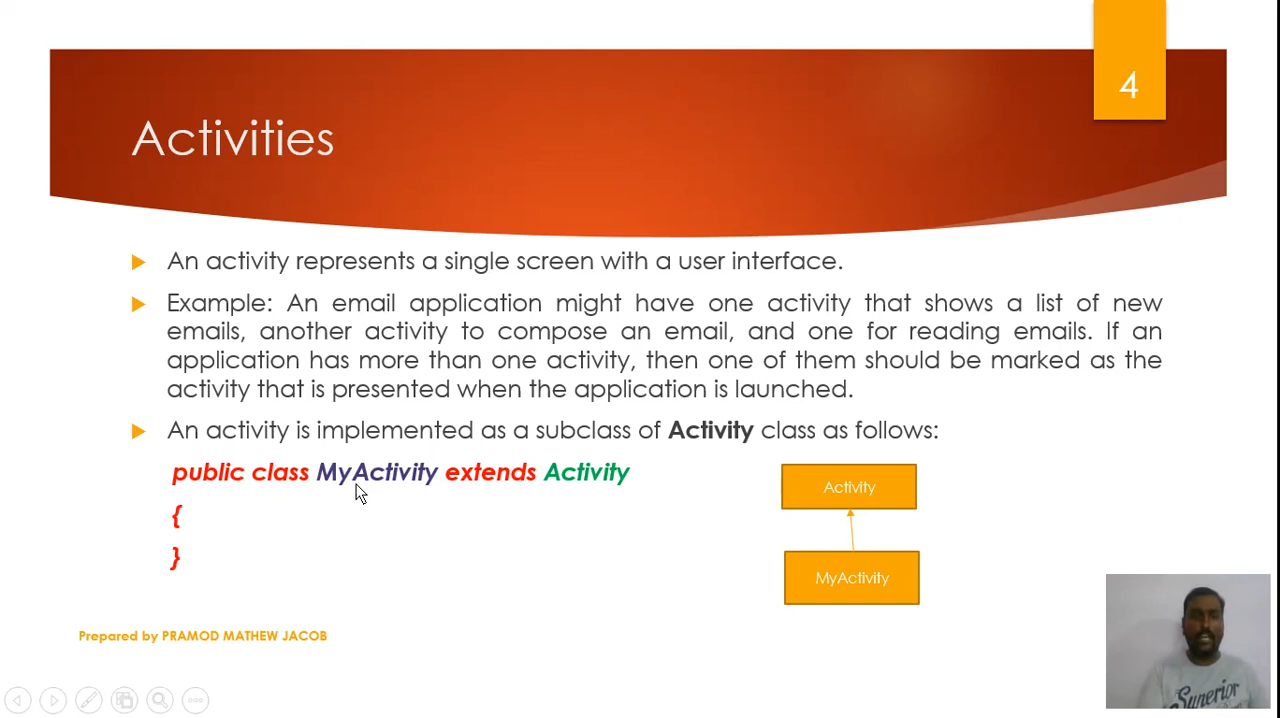 4
Activities
An activity represents a single screen with a user interface.
Example: An email application might have one activity that shows a list of new
emails, another activity to compose an email, and one for reading emails. If an
application has more than one activity, then one of them should be marked as the
activity that is presented when the application is launched.
An activity is implemented as a subclass of Activity class as follows:
public class MyActivity extends Activity
{
}
Activity
MyActivity
Prepared by PRAMOD MATHEW JACOB
Superior